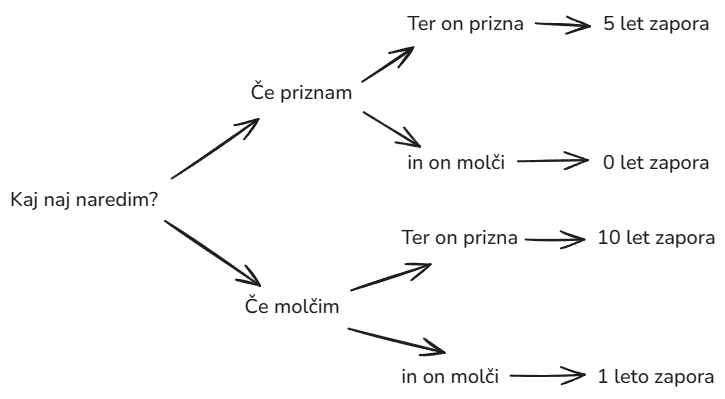 Ter on prizna
5 let zapora
Če priznam
in on molči
0 let zapora
Kaj naj naredim?
Ter on prizna
10 let zapora
Če molčim
in on molči
1 leto zapora